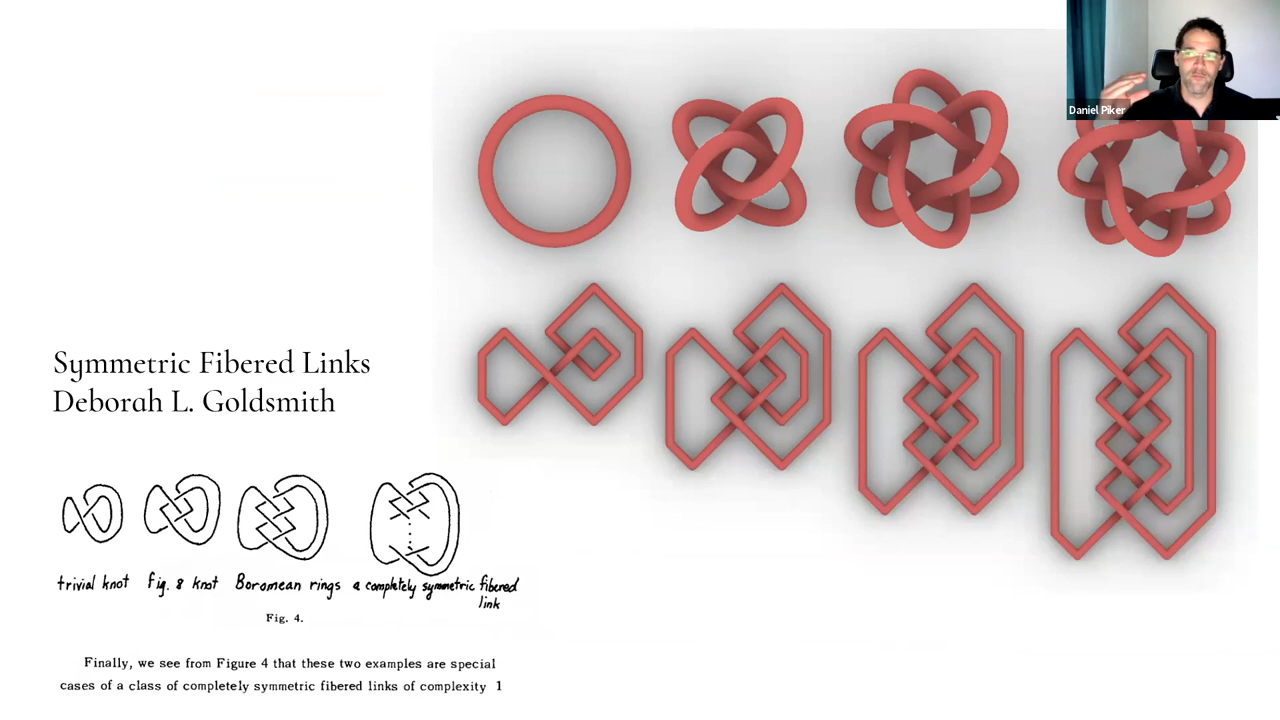 Daniel Piker
Symmetric Fibered Links
Deborah L. Goldsmith
trivial knot fig. 8 knot Boromean rings a completely symmetric fibered
link
Fig. 4.
Finally, we see from Figure 4 that these two examples are special
cases of a class of completely symmetric fibered links of complexity 1